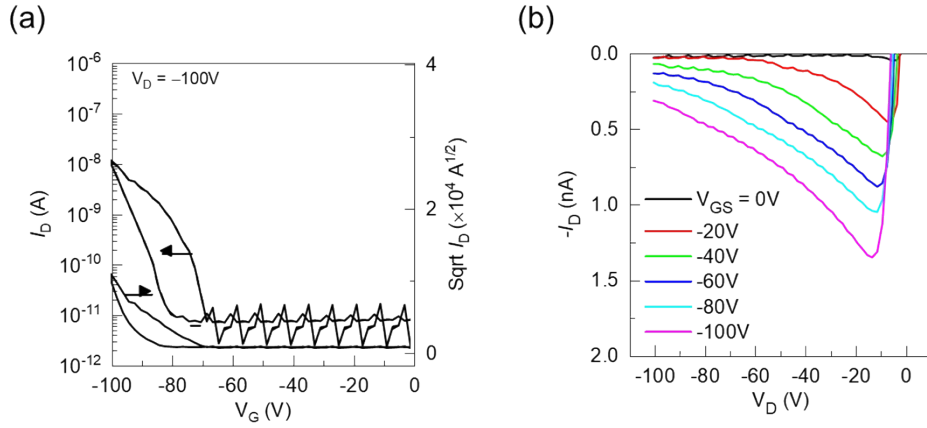 (a)
V_D = −100V
10^-6
10^-7
10^-8
10^-9
10^-10
10^-11
10^-12
I_D (A)
4
2
0
Sqrt I_D (×10^4 A^1/2)
-100 -80 -60 -40 -20 0
V_G (V)
(b)
0.0
0.5
1.0
1.5
2.0
-I_D (nA)
V_GS = 0V
-20V
-40V
-60V
-80V
-100V
-100 -80 -60 -40 -20 0
V_D (V)